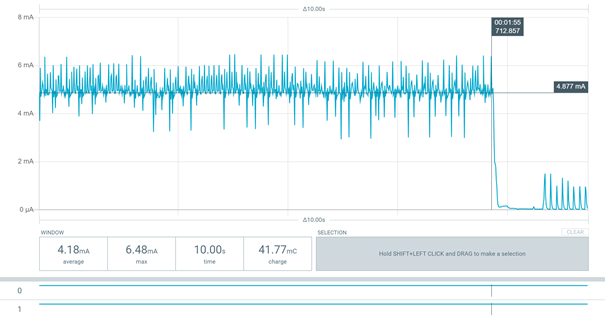 Δ10.00s
8 mA
00:01:55
712.857
6 mA
4.877 mA
4 mA
2 mA
0 µA
Δ10.00s
WINDOW
SELECTION
CLEAR
4.18mA
6.48mA
10.00s
41.77mC
average
max
time
charge
Hold SHIFT+LEFT CLICK and DRAG to make a selection
0
1